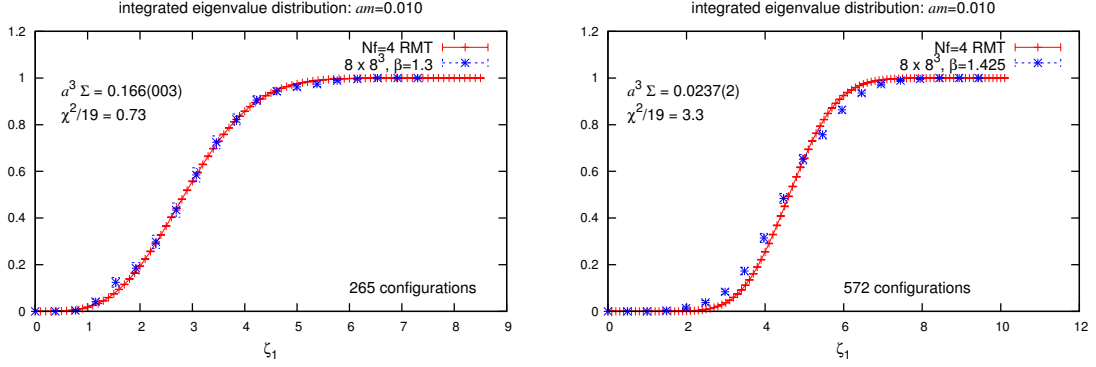 integrated eigenvalue distribution: am=0.010
1.2
1
0.8
0.6
0.4
0.2
0
0 1 2 3 4 5 6 7 8 9
ζ1
Nf=4 RMT
8 x 8^3, β=1.3
a^3 Σ = 0.166(003)
χ^2/19 = 0.73
265 configurations
integrated eigenvalue distribution: am=0.010
1.2
1
0.8
0.6
0.4
0.2
0
0 2 4 6 8 10 12
ζ1
Nf=4 RMT
8 x 8^3, β=1.425
a^3 Σ = 0.0237(2)
χ^2/19 = 3.3
572 configurations